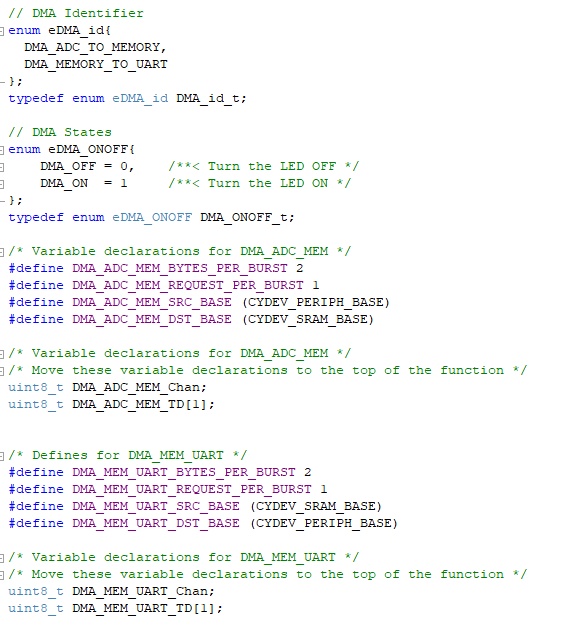 // DMA Identifier
enum eDMA_id{
  DMA_ADC_TO_MEMORY,
  DMA_MEMORY_TO_UART
};
typedef enum eDMA_id DMA_id_t;

// DMA States
enum eDMA_ONOFF{
    DMA_OFF = 0,    /**< Turn the LED OFF */
    DMA_ON  = 1     /**< Turn the LED ON */
};
typedef enum eDMA_ONOFF DMA_ONOFF_t;

/* Variable declarations for DMA_ADC_MEM */
#define DMA_ADC_MEM_BYTES_PER_BURST 2
#define DMA_ADC_MEM_REQUEST_PER_BURST 1
#define DMA_ADC_MEM_SRC_BASE (CYDEV_PERIPH_BASE)
#define DMA_ADC_MEM_DST_BASE (CYDEV_SRAM_BASE)

/* Variable declarations for DMA_ADC_MEM */
/* Move these variable declarations to the top of the function */
uint8_t DMA_ADC_MEM_Chan;
uint8_t DMA_ADC_MEM_TD[1];

/* Defines for DMA_MEM_UART */
#define DMA_MEM_UART_BYTES_PER_BURST 2
#define DMA_MEM_UART_REQUEST_PER_BURST 1
#define DMA_MEM_UART_SRC_BASE (CYDEV_SRAM_BASE)
#define DMA_MEM_UART_DST_BASE (CYDEV_PERIPH_BASE)

/* Variable declarations for DMA_MEM_UART */
/* Move these variable declarations to the top of the function */
uint8_t DMA_MEM_UART_Chan;
uint8_t DMA_MEM_UART_TD[1];